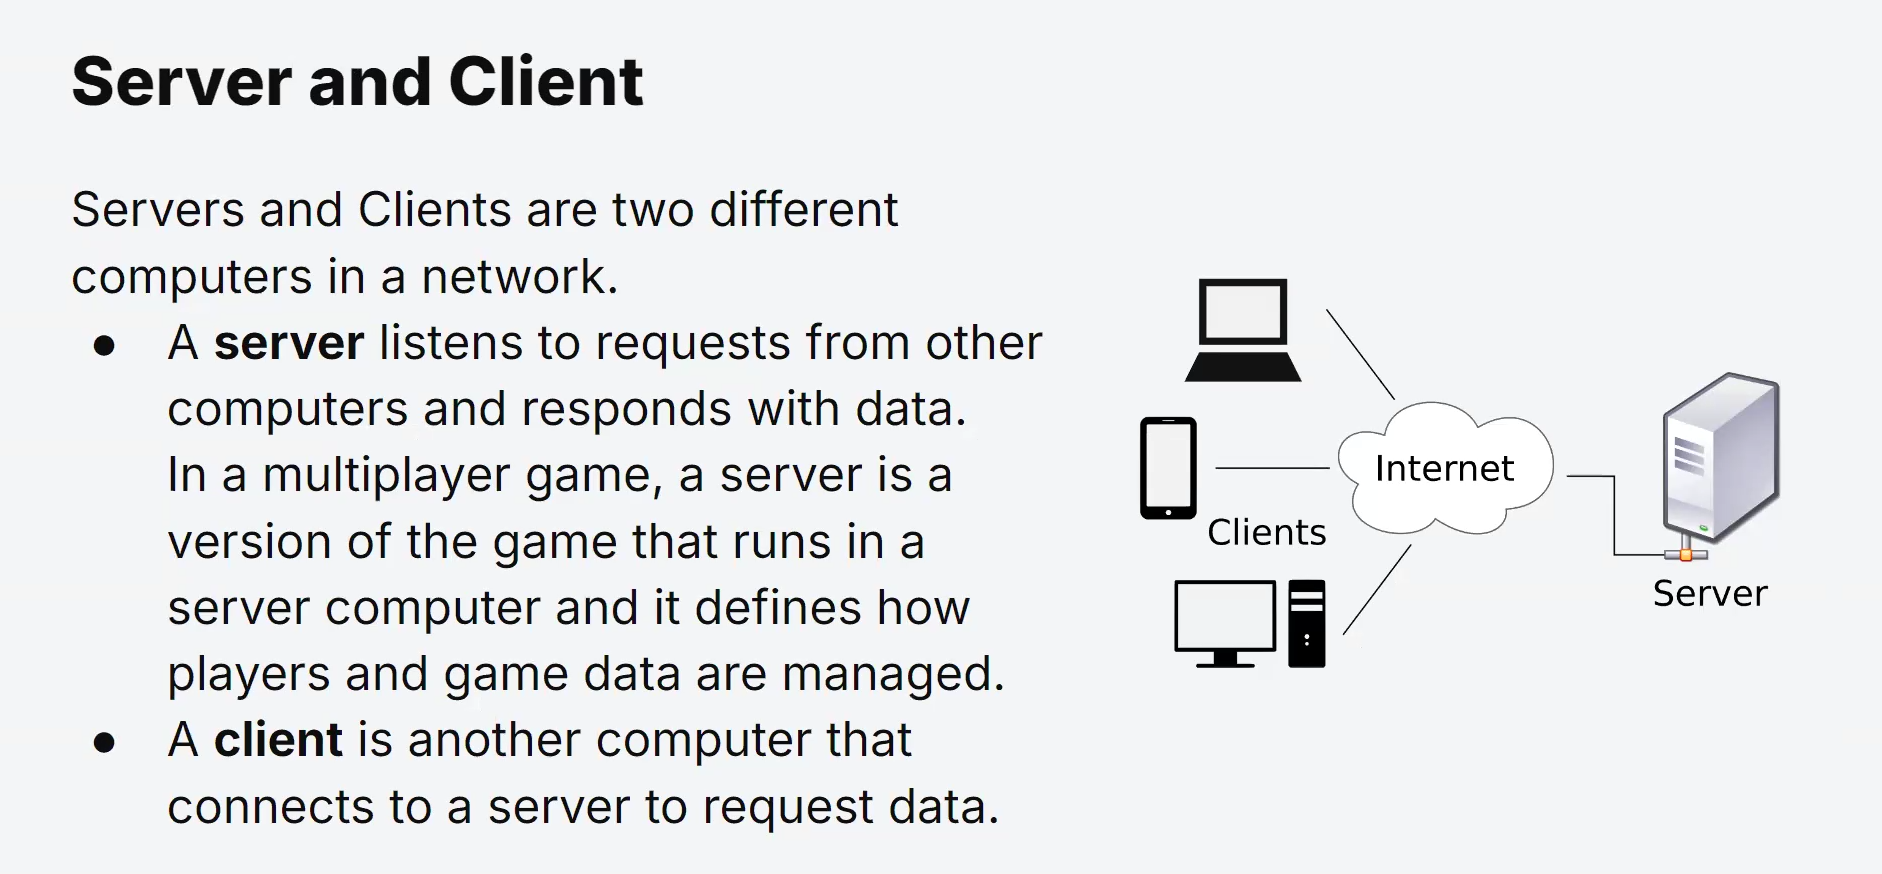 Server and Client
Servers and Clients are two different
computers in a network.
● A server listens to requests from other
computers and responds with data.
In a multiplayer game, a server is a
version of the game that runs in a
server computer and it defines how
players and game data are managed.
● A client is another computer that
connects to a server to request data.
Internet
Clients
Server